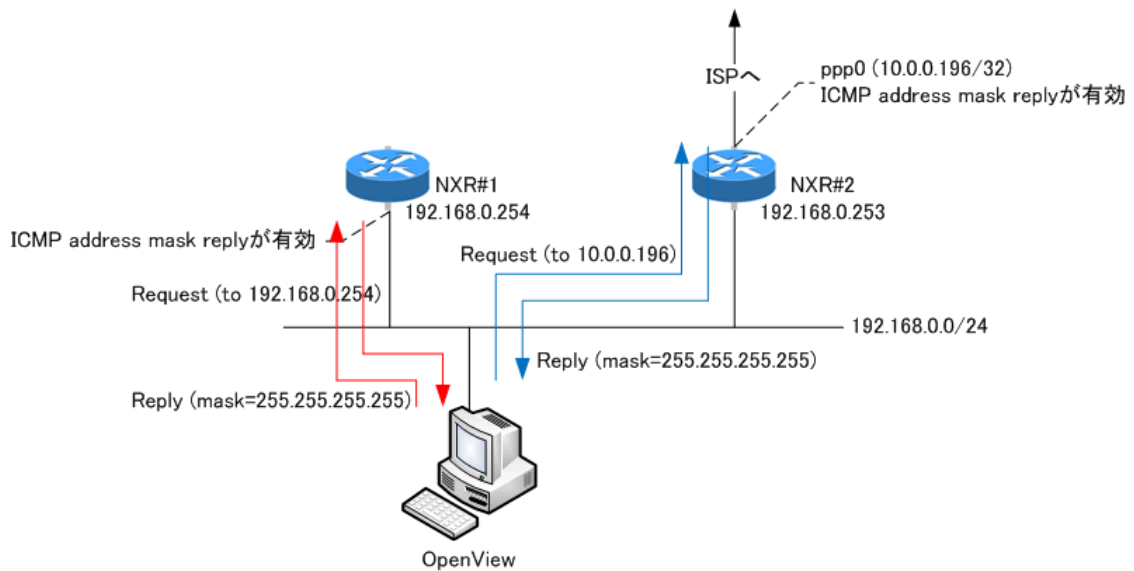 ISPへ
ppp0 (10.0.0.196/32)
ICMP address mask replyが有効
NXR#1
192.168.0.254
NXR#2
192.168.0.253
ICMP address mask replyが有効
Request (to 10.0.0.196)
Request (to 192.168.0.254)
192.168.0.0/24
Reply (mask=255.255.255.255)
Reply (mask=255.255.255.255)
OpenView